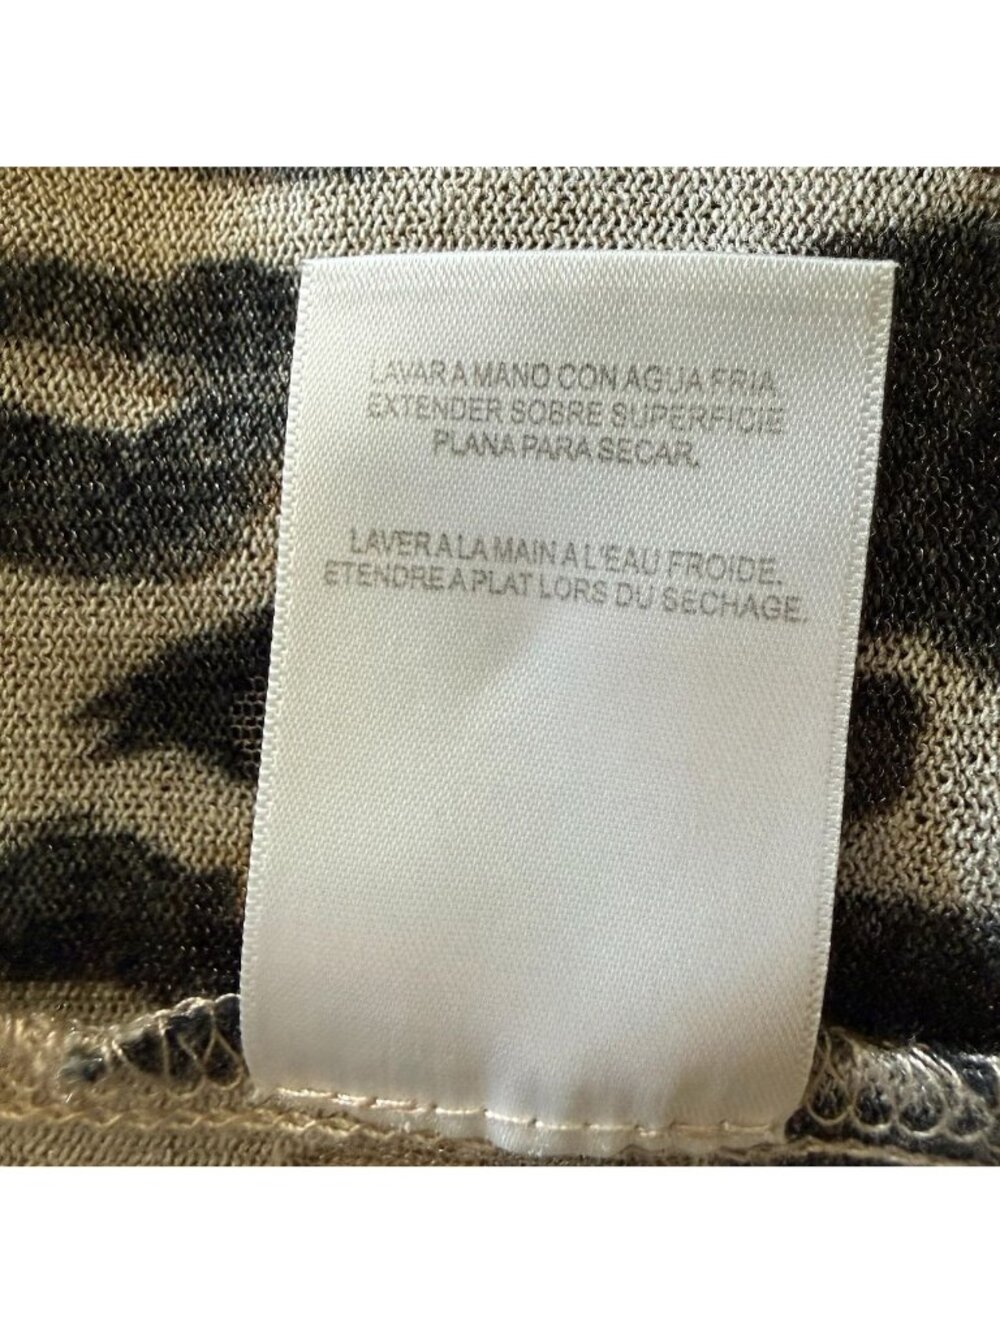 LAVAR A MANO CON AGUA FRIA
EXTENDER SOBRE SUPERFICIE
PLANA PARA SECAR.
LAVER A LA MAIN A L'EAU FROIDE.
ETENDRE A PLAT LORS DU SECHAGE.